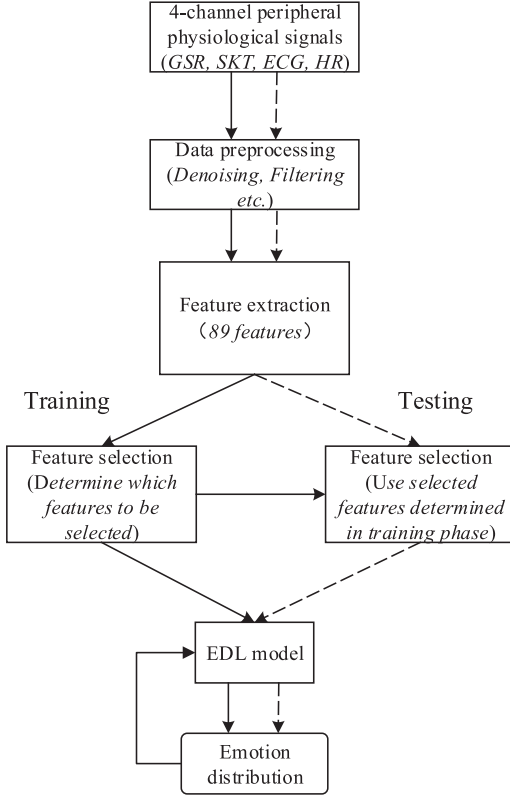 4-channel peripheral
physiological signals
(GSR, SKT, ECG, HR)
Data preprocessing
(Denoising, Filtering
etc.)
Feature extraction
（89 features）
Training
Testing
Feature selection
(Determine which
features to be
selected)
Feature selection
(Use selected
features determined
in training phase)
EDL model
Emotion
distribution